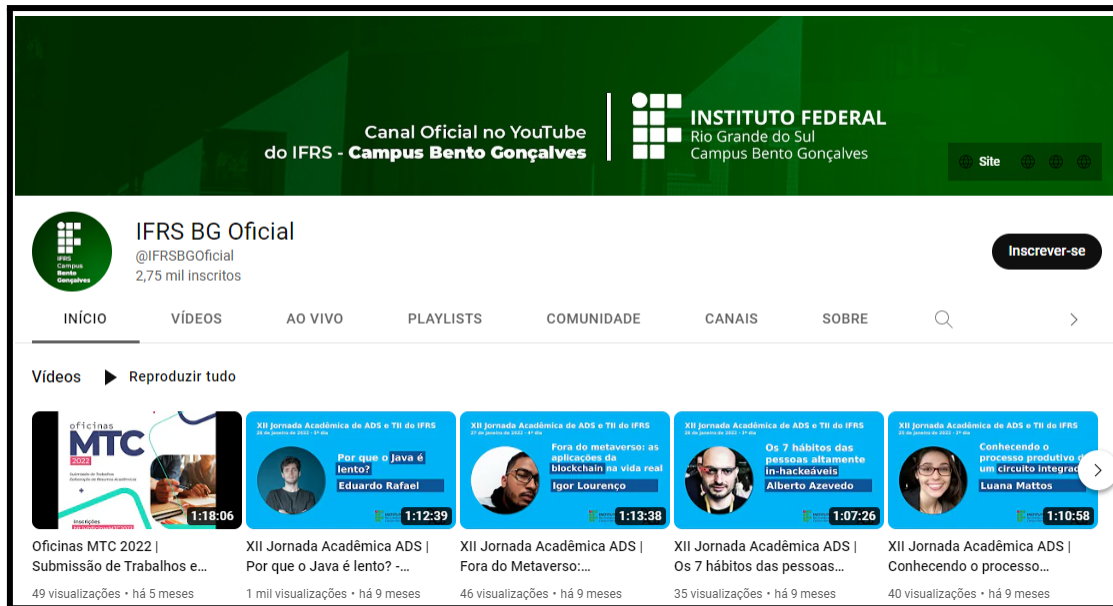 Canal Oficial no YouTube
do IFRS - Campus Bento Gonçalves
INSTITUTO FEDERAL
Rio Grande do Sul
Campus Bento Gonçalves
Site
IFRS
Campus
Bento
Gonçalves
IFRS BG Oficial
@IFRSBGOficial
2,75 mil inscritos
Inscrever-se
INÍCIO VÍDEOS AO VIVO PLAYLISTS COMUNIDADE CANAIS SOBRE
Vídeos Reproduzir tudo
oficinas
MTC
2022
Submissão de Trabalhos
+
Inscrições
1:18:06
XII Jornada Acadêmica de ADS e TII do IFRS
Por que o Java é
lento?
Eduardo Rafael
1:12:39
XII Jornada Acadêmica de ADS e TII do IFRS
Fora do metaverso: as
aplicações da
blockchain na vida real
Igor Lourenço
1:13:38
XII Jornada Acadêmica de ADS e TII do IFRS
Os 7 hábitos das
pessoas altamente
in-hackeáveis
Alberto Azevedo
1:07:26
XII Jornada Acadêmica de ADS e TII do IFRS
Conhecendo o
processo produtivo d
um circuito integrad
Luana Mattos
1:10:58
Oficinas MTC 2022 |
Submissão de Trabalhos e...
49 visualizações • há 5 meses
XII Jornada Acadêmica ADS |
Por que o Java é lento? -...
1 mil visualizações • há 9 meses
XII Jornada Acadêmica ADS |
Fora do Metaverso:...
46 visualizações • há 9 meses
XII Jornada Acadêmica ADS |
Os 7 hábitos das pessoas...
35 visualizações • há 9 meses
XII Jornada Acadêmica ADS |
Conhecendo o processo...
40 visualizações • há 9 meses